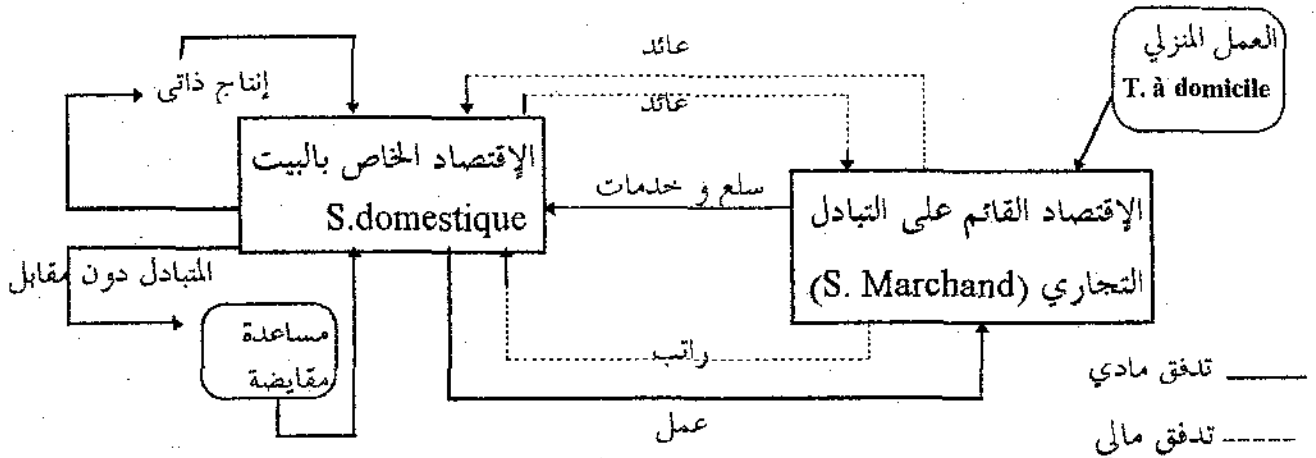 عائد
العمل المنزلي
T. à domicile
إنتاج ذاتي
عائد
الإقتصاد الخاص بالبيت
S.domestique
سلع و خدمات
الإقتصاد القائم على التبادل
التجاري (S. Marchand)
المتبادل دون مقابل
مساعدة
مقايضة
راتب
عمل
تدفق مادي
تدفق مالي